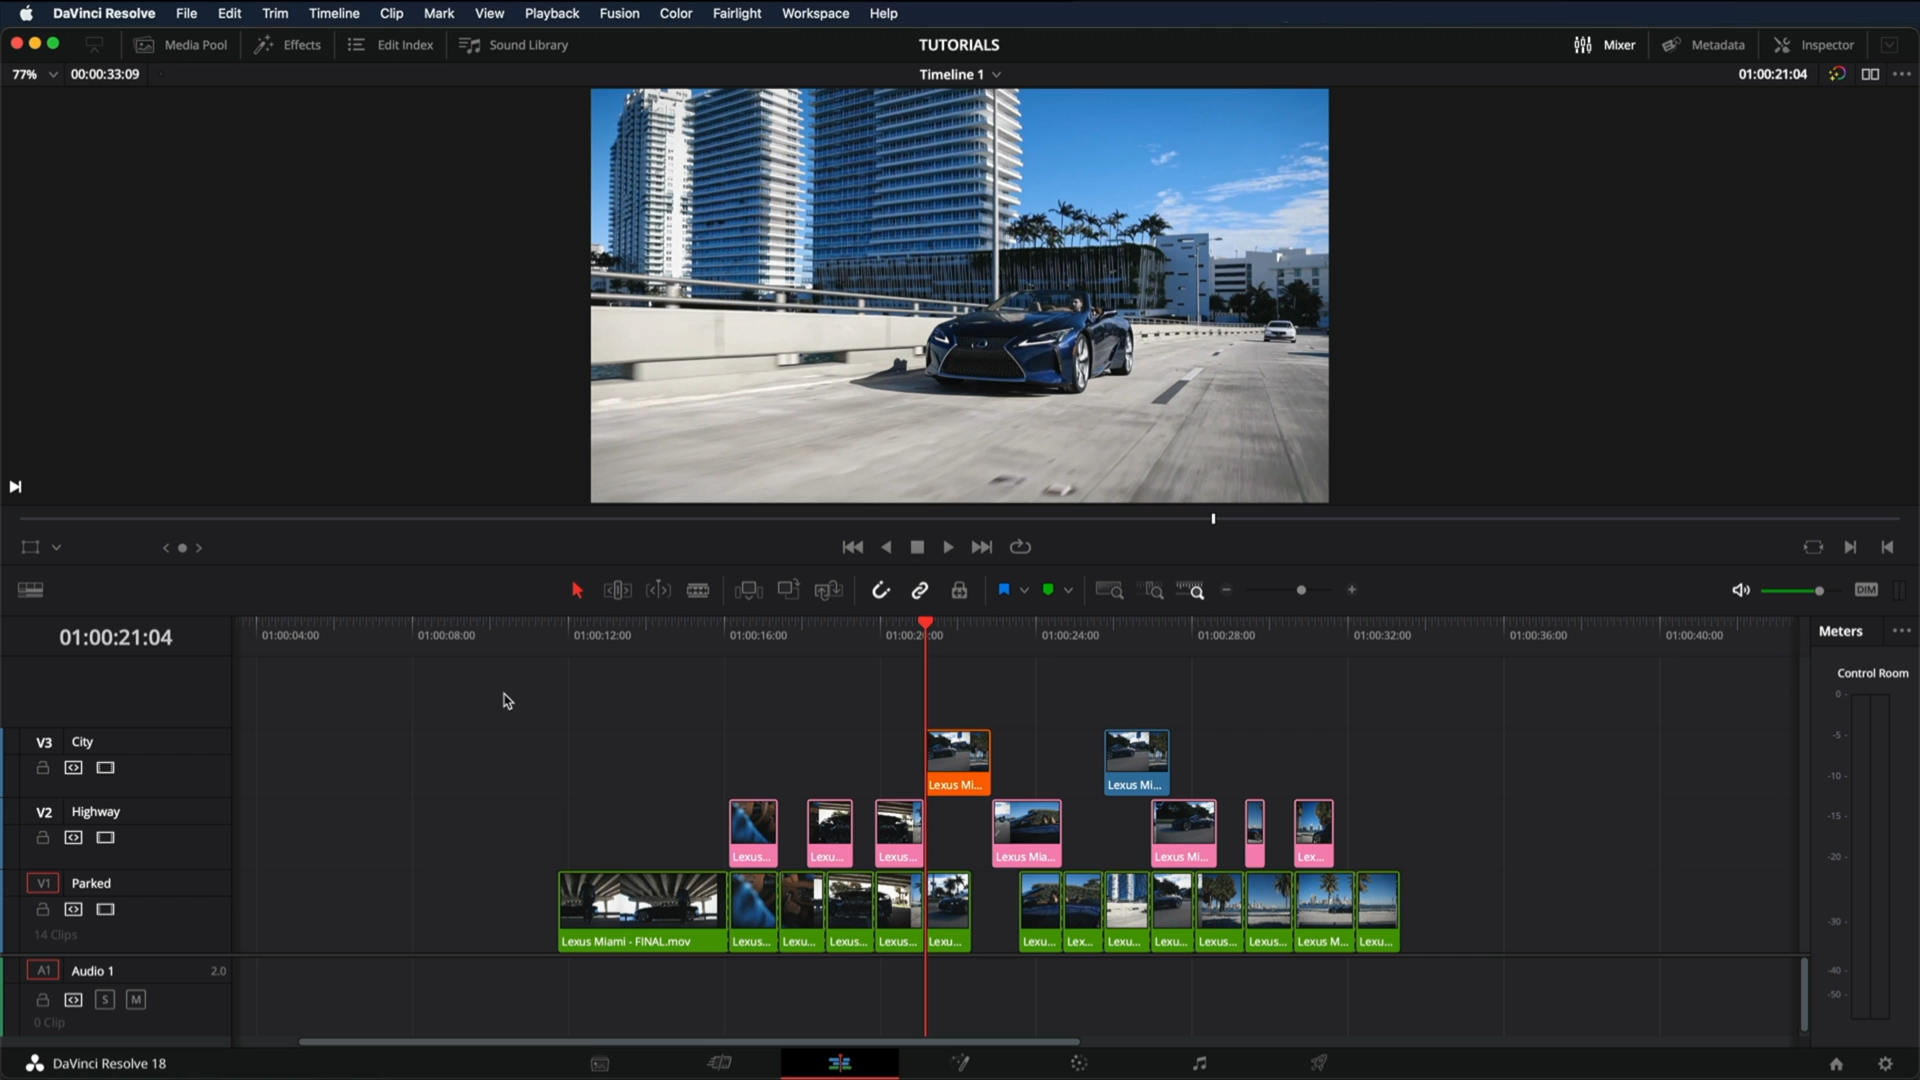 DaVinci Resolve File Edit Trim Timeline Clip Mark View Playback Fusion Color Fairlight Workspace Help
Media Pool Effects Edit Index Sound Library TUTORIALS Mixer Metadata Inspector
77% 00:00:33:09 Timeline 1 01:00:21:04
DIM
01:00:21:04
01:00:04:00 01:00:08:00 01:00:12:00 01:00:16:00 01:00:24:00 01:00:28:00 01:00:32:00 01:00:36:00 01:00:40:00
Meters
Control Room
0
-5
-10
-15
-20
-30
-40
-50
V3 City
Lexus Mi... Lexus Mi...
V2 Highway
Lexus... Lexu... Lexus... Lexus Mia... Lexus Mi... Lex...
V1 Parked
14 Clips
Lexus Miami - FINAL.mov Lexus... Lexu... Lexus... Lexus... Lexu... Lexu... Lex... Lexu... Lexu... Lexus... Lexus... Lexus M... Lexu...
A1 Audio 1 2.0
S M
0 Clip
DaVinci Resolve 18